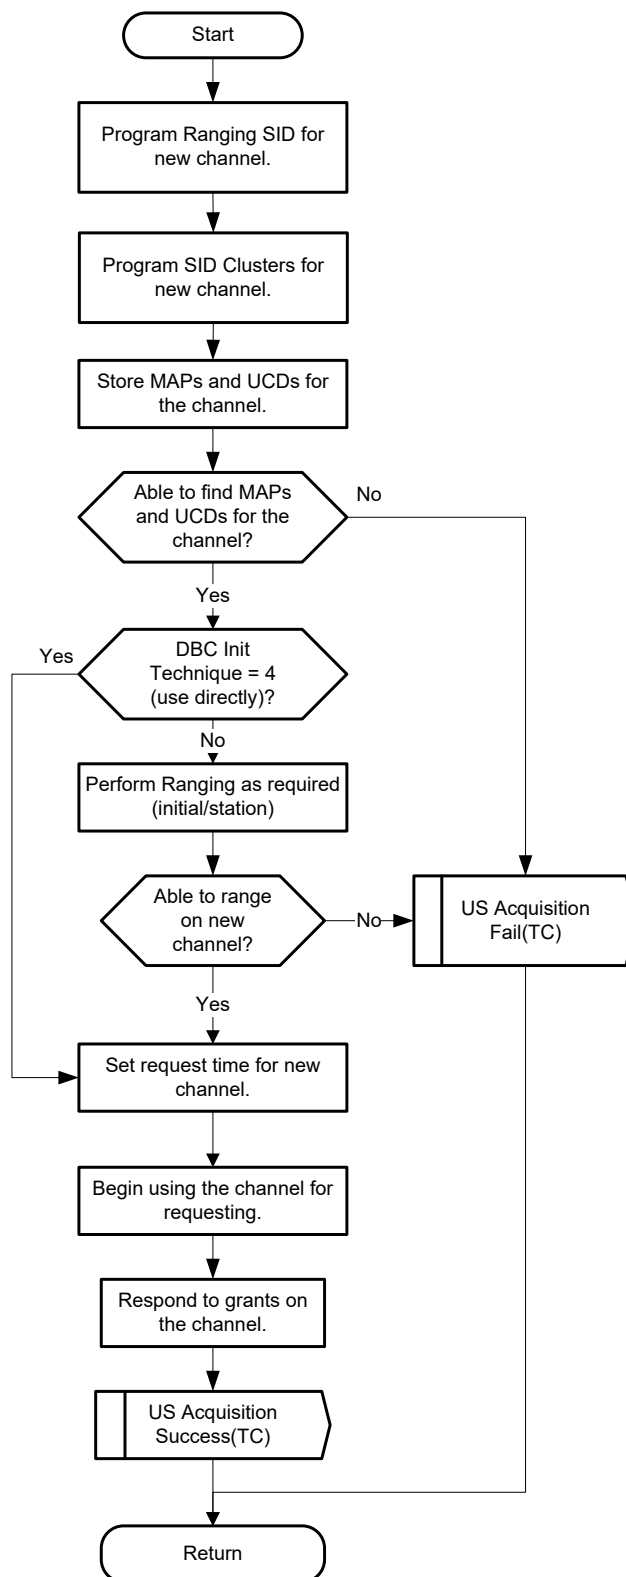 Start
Program Ranging SID for
new channel.
Program SID Clusters for
new channel.
Store MAPs and UCDs for
the channel.
Able to find MAPs
and UCDs for the
channel?
No
Yes
DBC Init
Technique = 4
(use directly)?
Yes
No
Perform Ranging as required
(initial/station)
Able to range
on new
channel?
No
US Acquisition
Fail(TC)
Yes
Set request time for new
channel.
Begin using the channel for
requesting.
Respond to grants on
the channel.
US Acquisition
Success(TC)
Return